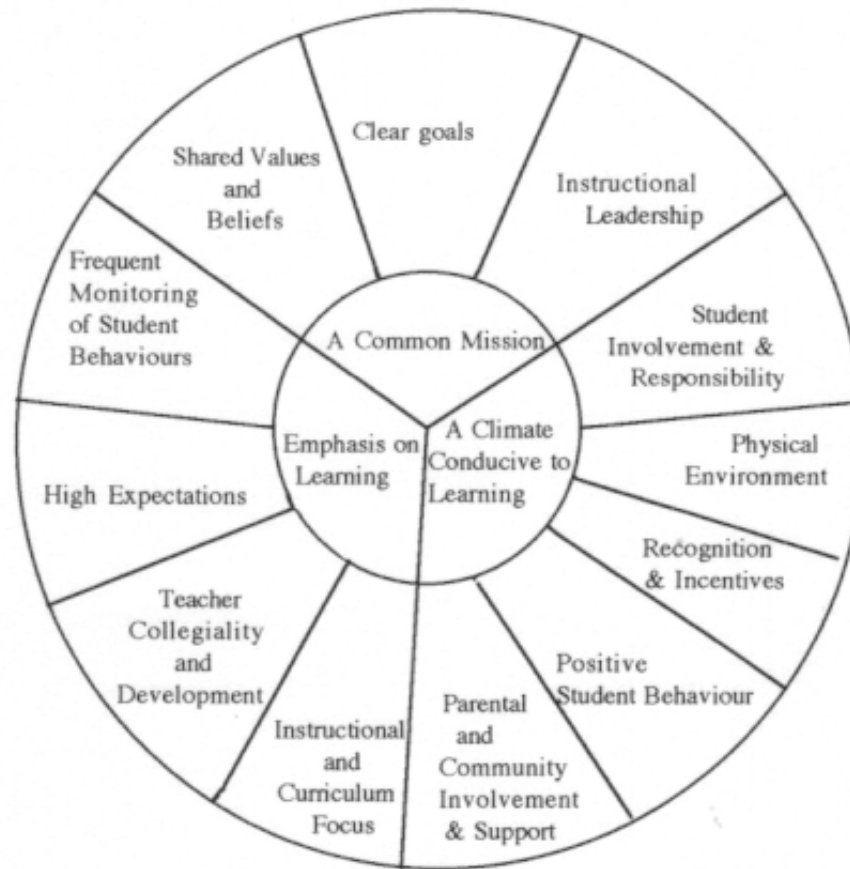 Clear goals
Shared Values
and
Beliefs
Instructional
Leadership
Frequent
Monitoring
of Student
Behaviours
A Common Mission
Student
Involvement &
Responsibility
Emphasis on
Learning
A Climate
Conducive to
Learning
Physical
Environment
High Expectations
Recognition
& Incentives
Teacher
Collegiality
and
Development
Positive
Student Behaviour
Instructional
and
Curriculum
Focus
Parental
and
Community
Involvement
& Support